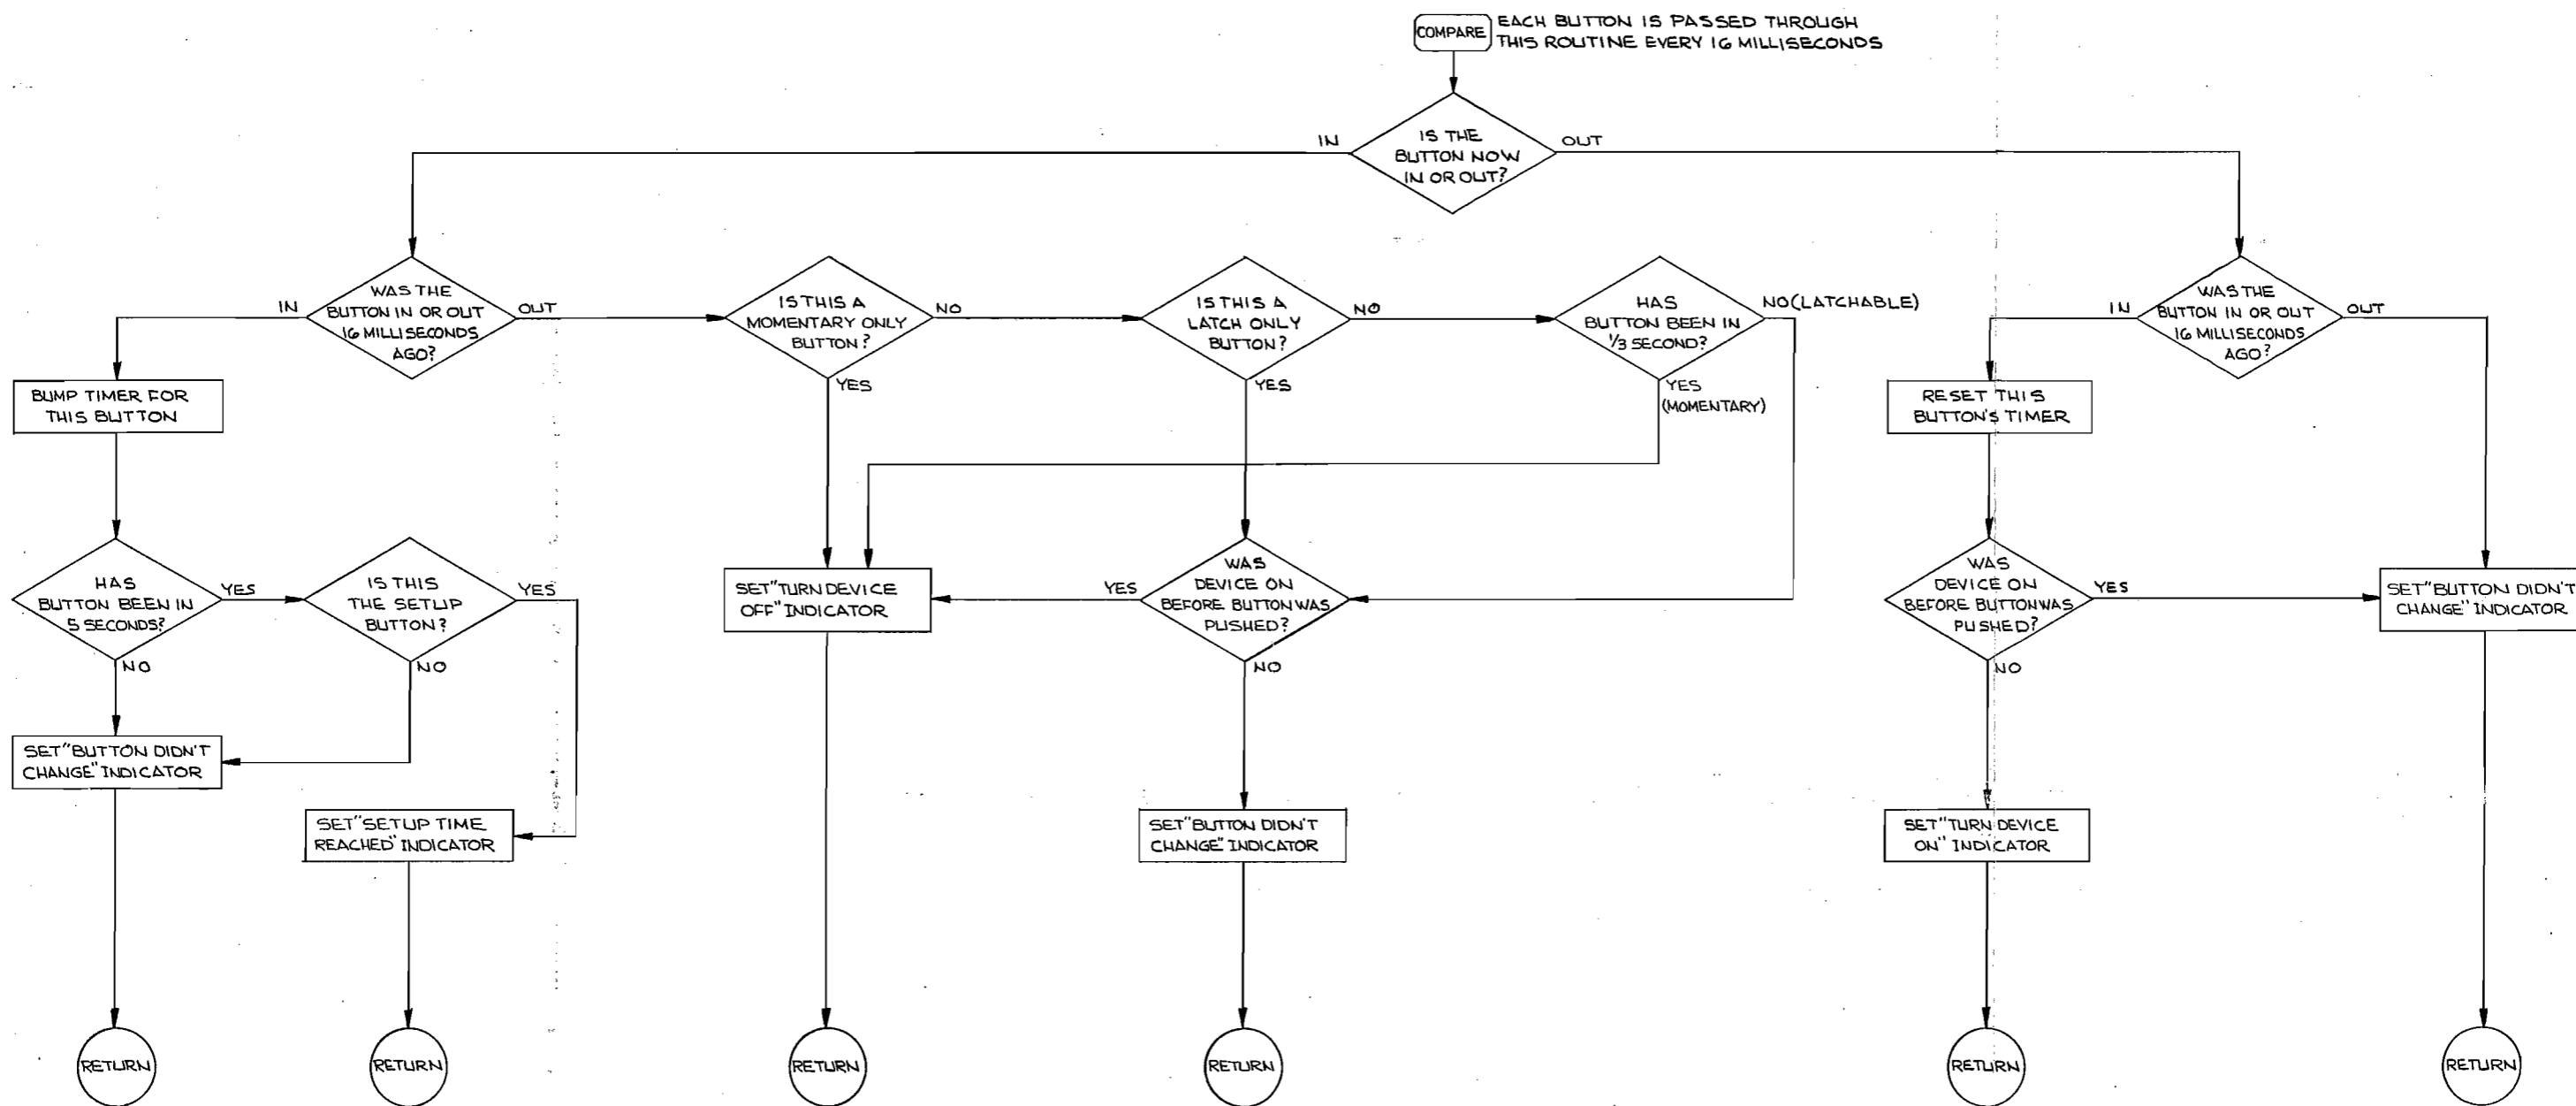 COMPARE
EACH BUTTON IS PASSED THROUGH
THIS ROUTINE EVERY 16 MILLISECONDS
IS THE
BUTTON NOW
IN OR OUT?
IN
OUT
WAS THE
BUTTON IN OR OUT
16 MILLISECONDS
AGO?
IN
OUT
IS THIS A
MOMENTARY ONLY
BUTTON?
NO
YES
IS THIS A
LATCH ONLY
BUTTON?
NO
YES
HAS
BUTTON BEEN IN
1/3 SECOND?
NO (LATCHABLE)
YES
(MOMENTARY)
WAS THE
BUTTON IN OR OUT
16 MILLISECONDS
AGO?
IN
OUT
BUMP TIMER FOR
THIS BUTTON
RESET THIS
BUTTON'S TIMER
HAS
BUTTON BEEN IN
5 SECONDS?
YES
NO
IS THIS
THE SETUP
BUTTON?
YES
NO
SET "TURN DEVICE
OFF" INDICATOR
YES
WAS
DEVICE ON
BEFORE BUTTON WAS
PUSHED?
NO
WAS
DEVICE ON
BEFORE BUTTON WAS
PUSHED?
YES
NO
SET "BUTTON DIDN'T
CHANGE" INDICATOR
SET "BUTTON DIDN'T
CHANGE" INDICATOR
SET "SETUP TIME
REACHED" INDICATOR
SET "BUTTON DIDN'T
CHANGE" INDICATOR
SET "TURN DEVICE
ON" INDICATOR
RETURN
RETURN
RETURN
RETURN
RETURN
RETURN